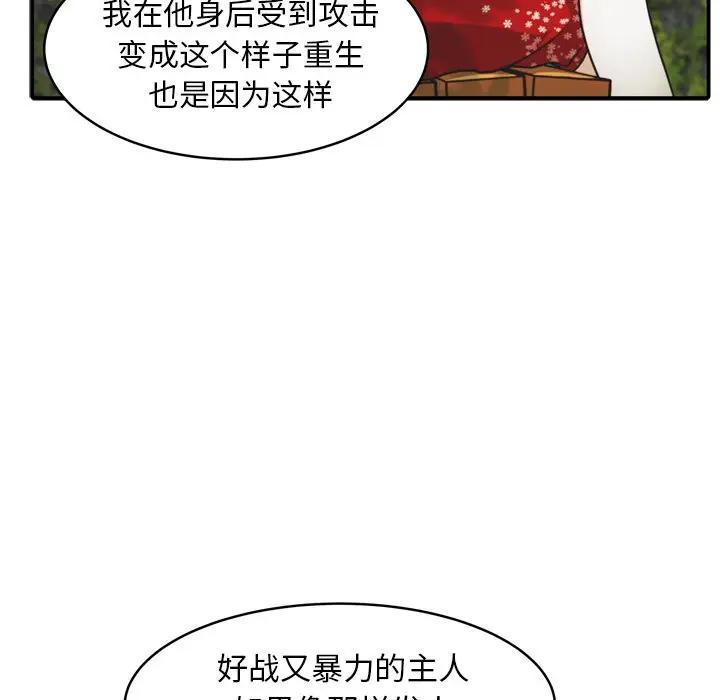 我在他身后受到攻击
变成这个样子重生
也是因为这样
好战又暴力的主人